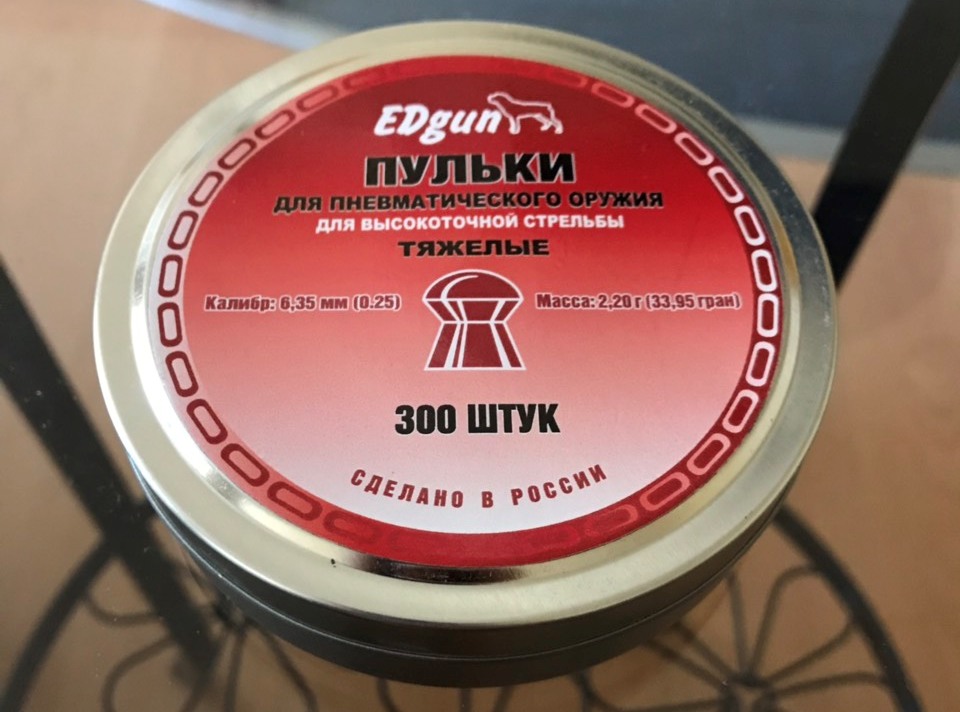 EDgun
ПУЛЬКИ
ДЛЯ ПНЕВМАТИЧЕСКОГО ОРУЖИЯ
ДЛЯ ВЫСОКОТОЧНОЙ СТРЕЛЬБЫ
ТЯЖЕЛЫЕ
Калибр: 6,35 мм (0.25)
Масса: 2,20 г (33,95 гран)
300 ШТУК
СДЕЛАНО В РОССИИ